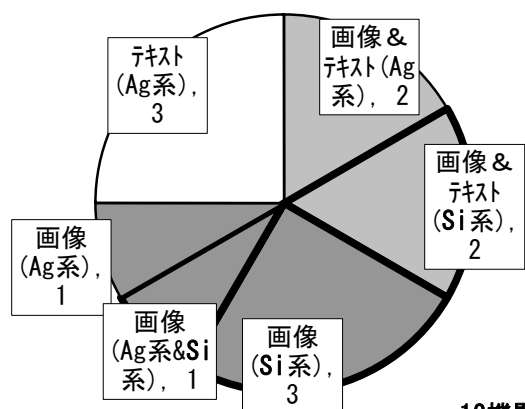 画像＆
ﾃｷｽﾄ(Ag
系), 2
画像＆
ﾃｷｽﾄ
(Si系),
2
画像
(Si系),
3
画像
(Ag系&Si
系), 1
画像
(Ag系),
1
ﾃｷｽﾄ
(Ag系),
3